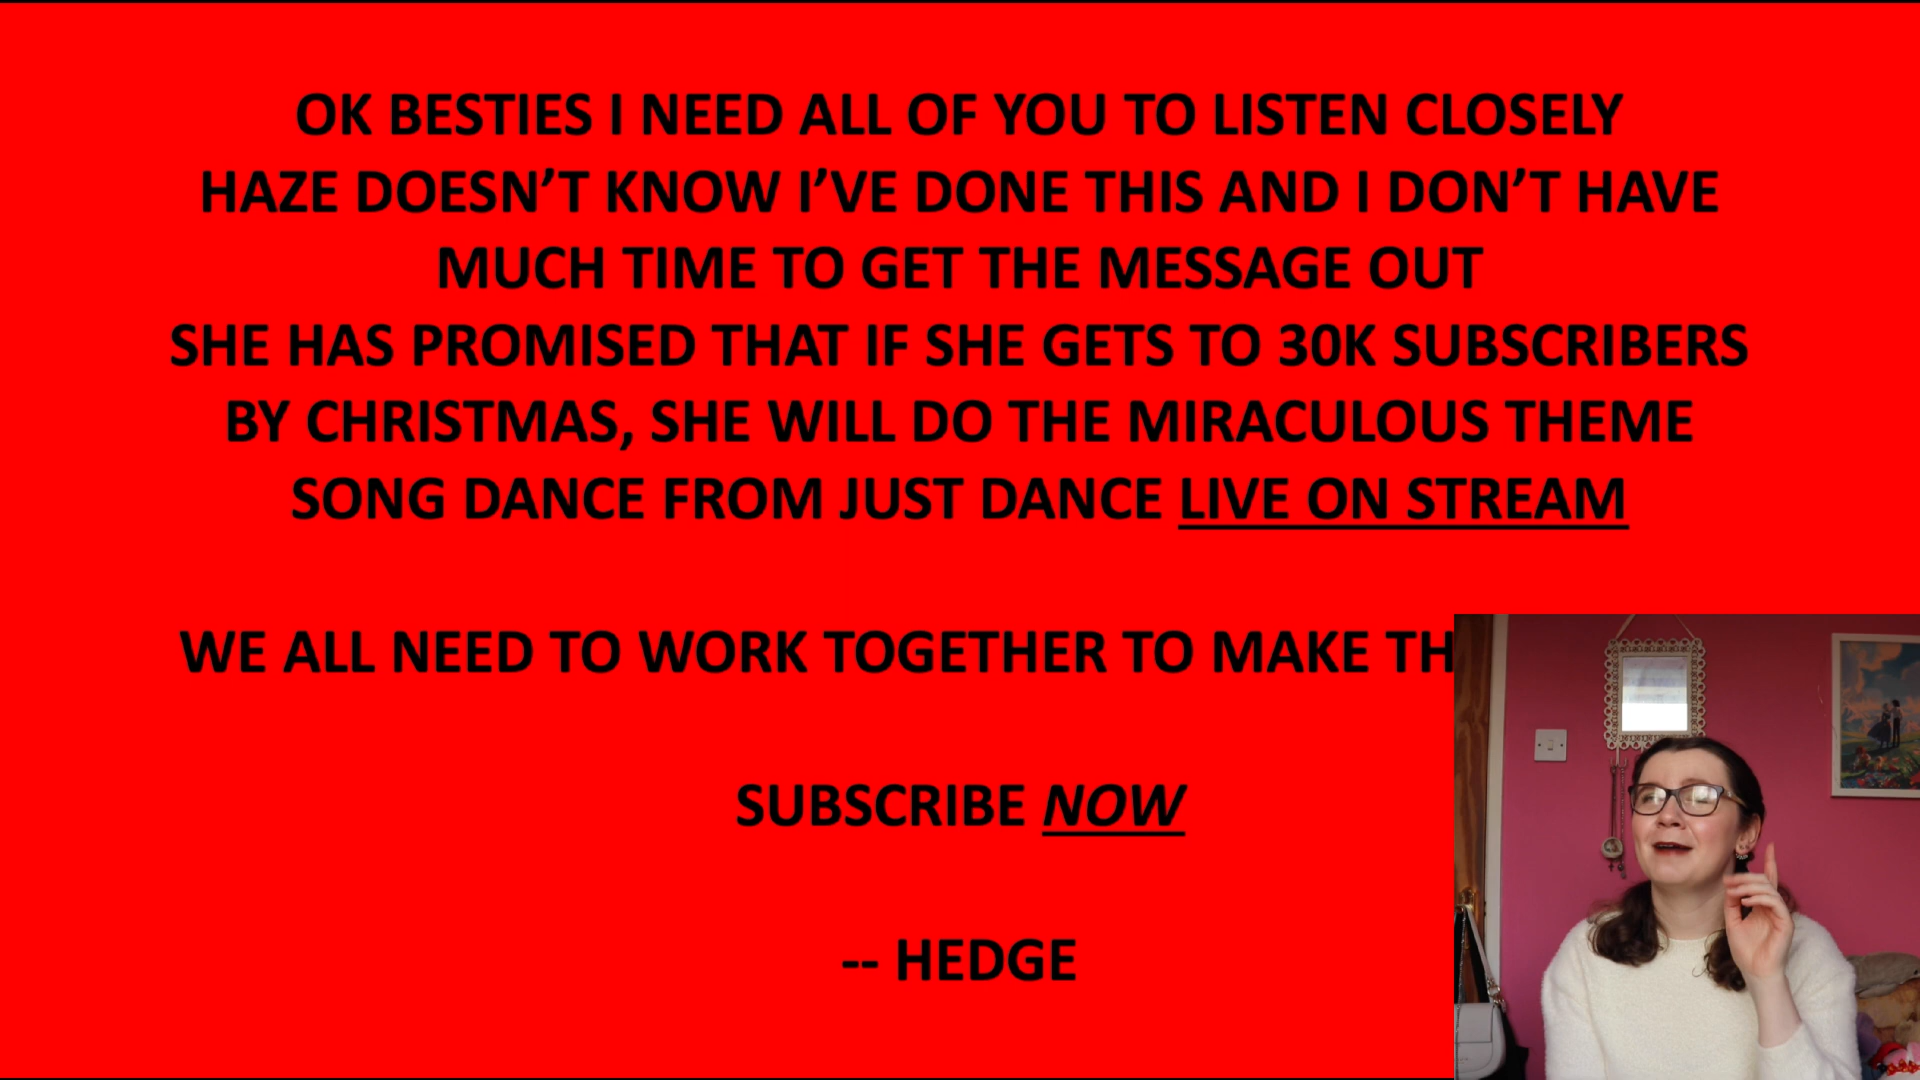 OK BESTIES I NEED ALL OF YOU TO LISTEN CLOSELY
HAZE DOESN’T KNOW I’VE DONE THIS AND I DON’T HAVE
MUCH TIME TO GET THE MESSAGE OUT
SHE HAS PROMISED THAT IF SHE GETS TO 30K SUBSCRIBERS
BY CHRISTMAS, SHE WILL DO THE MIRACULOUS THEME
SONG DANCE FROM JUST DANCE LIVE ON STREAM
WE ALL NEED TO WORK TOGETHER TO MAKE TH
SUBSCRIBE NOW
-- HEDGE